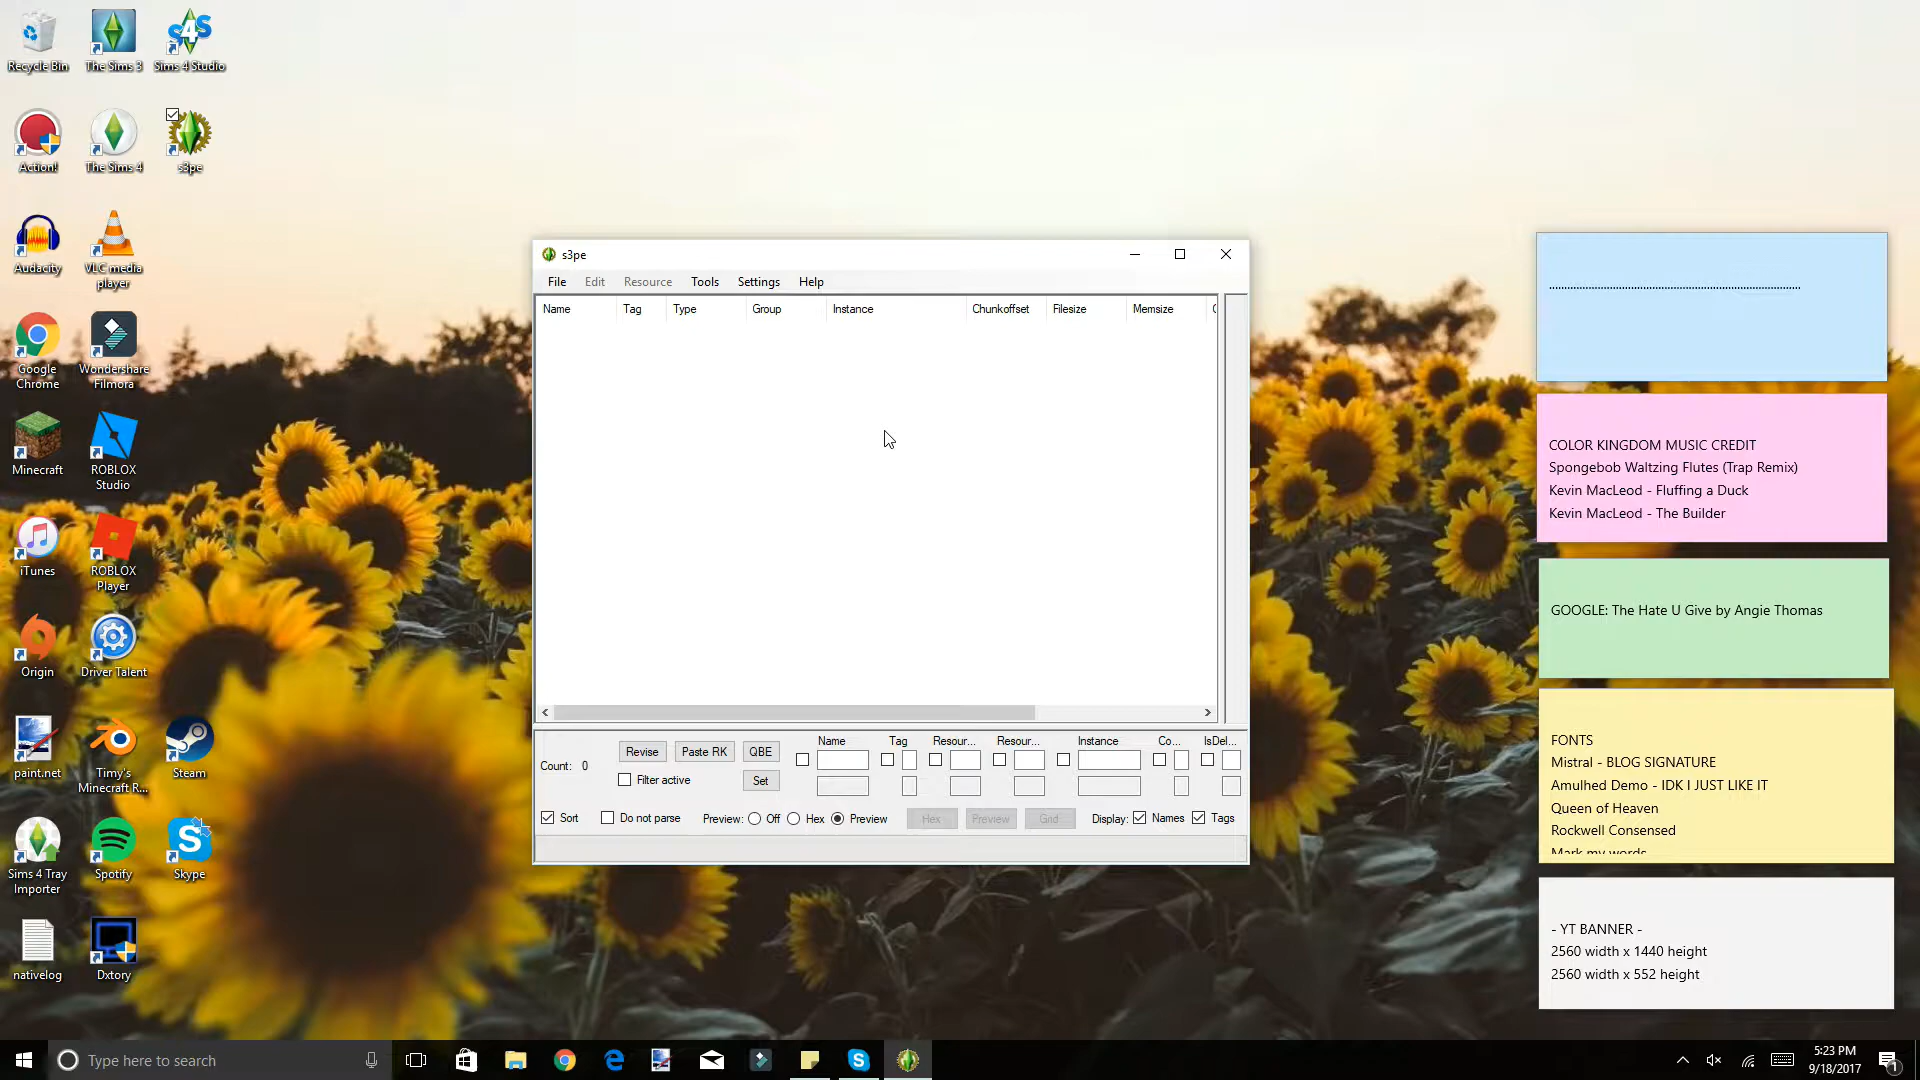 Recycle Bin
The Sims 3
Sims 4 Studio
Action!
The Sims 4
s3pe
Audacity
VLC media
player
Google
Chrome
Wondershare
Filmora
Minecraft
ROBLOX
Studio
iTunes
ROBLOX
Player
Origin
Driver Talent
paint.net
Timy's
Minecraft R...
Steam
Sims 4 Tray
Importer
Spotify
Skype
nativelog
Dxtory
s3pe
File Edit Resource Tools Settings Help
Name Tag Type Group Instance Chunkoffset Filesize Memsize
Count: 0
Revise Paste RK QBE
Filter active
Set
Name Tag Resour... Resour... Instance Co... IsDel...
Sort Do not parse Preview: Off Hex Preview Hex Preview Grid Display: Names Tags
COLOR KINGDOM MUSIC CREDIT
Spongebob Waltzing Flutes (Trap Remix)
Kevin MacLeod - Fluffing a Duck
Kevin MacLeod - The Builder
GOOGLE: The Hate U Give by Angie Thomas
FONTS
Mistral - BLOG SIGNATURE
Amulhed Demo - IDK I JUST LIKE IT
Queen of Heaven
Rockwell Consensed
Mark my words
- YT BANNER -
2560 width x 1440 height
2560 width x 552 height
Type here to search
5:23 PM
9/18/2017
1